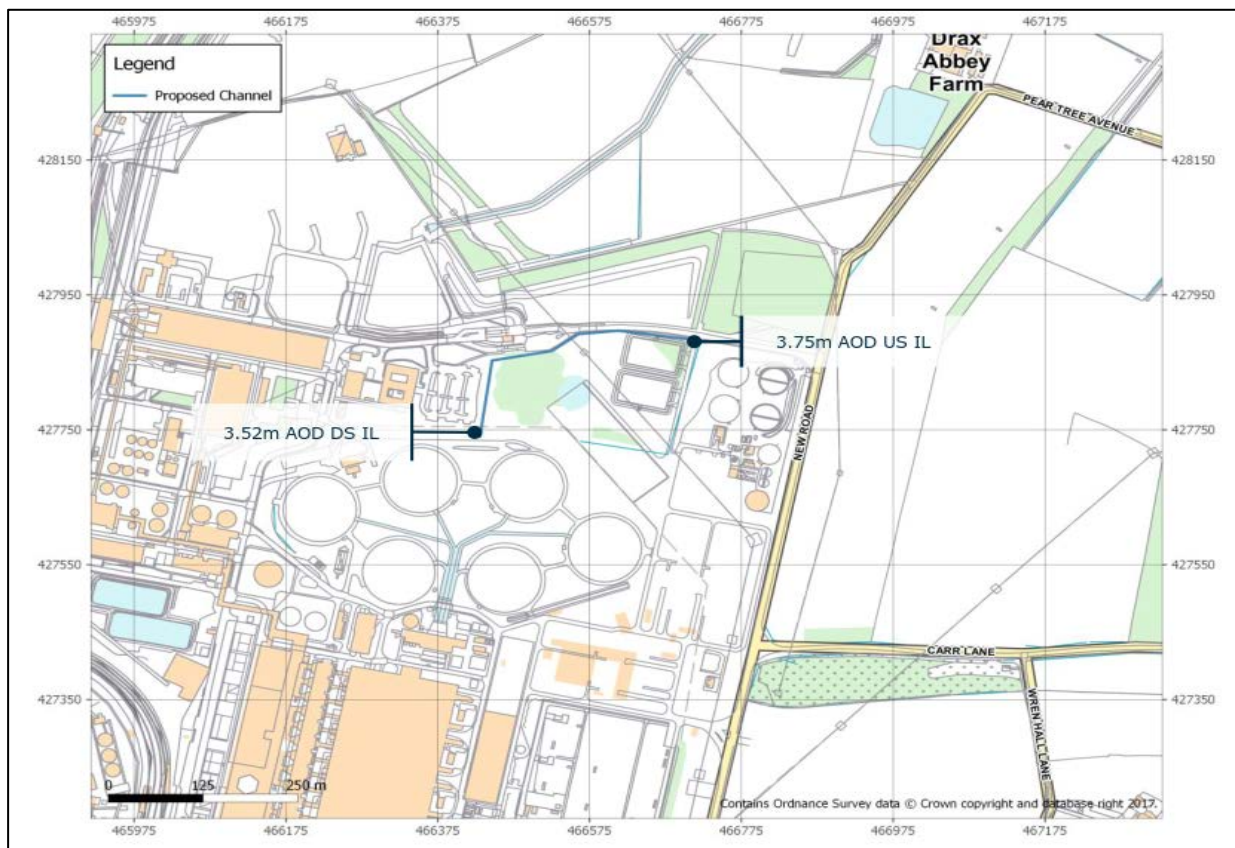 465975 466175 466375 466575 466775 466975 467175
Legend
Proposed Channel
Drax
Abbey
Farm
PEAR TREE AVENUE
428150 428150
427950 427950
3.75m AOD US IL
3.52m AOD DS IL
427750 427750
NEW ROAD
427550 427550
CARR LANE
WREN HALL LANE
427350 427350
0 125 250 m
Contains Ordnance Survey data © Crown copyright and database right 2017.
465975 466175 466375 466575 466775 466975 467175